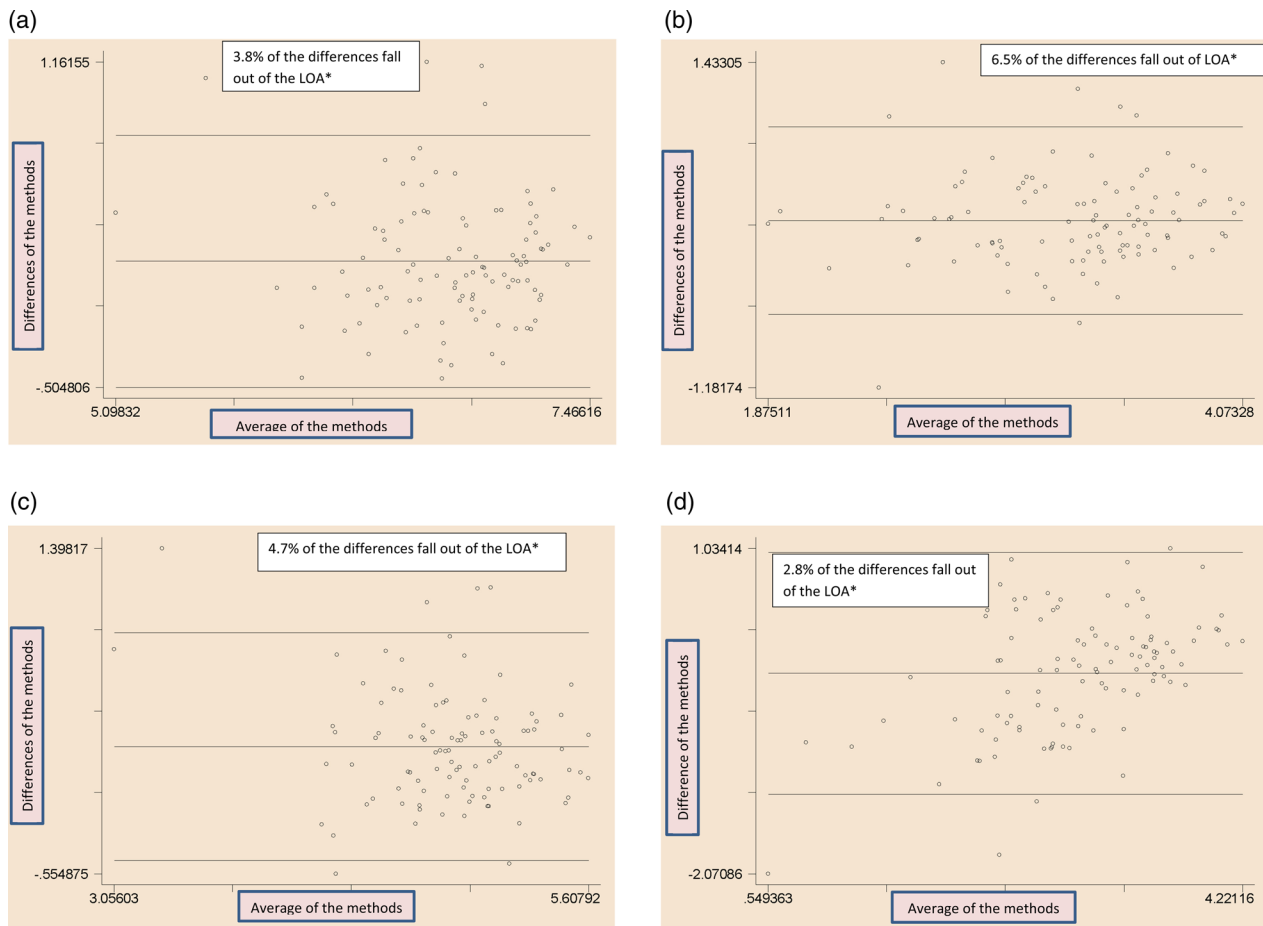 (a)
1.16155
3.8% of the differences fall
out of the LOA*
Differences of the methods
-.504806
5.09832
7.46616
Average of the methods
(b)
1.43305
6.5% of the differences fall out of LOA*
Differences of the methods
-1.18174
1.87511
4.07328
Average of the methods
(c)
1.39817
4.7% of the differences fall out of the LOA*
Differences of the methods
-.554875
3.05603
5.60792
Average of the methods
(d)
1.03414
2.8% of the differences fall out
of the LOA*
Difference of the methods
-2.07086
.549363
4.22116
Average of the methods